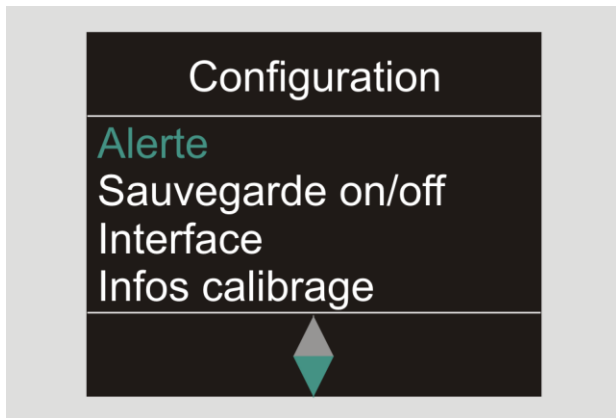 Configuration
Alerte
Sauvegarde on/off
Interface
Infos calibrage